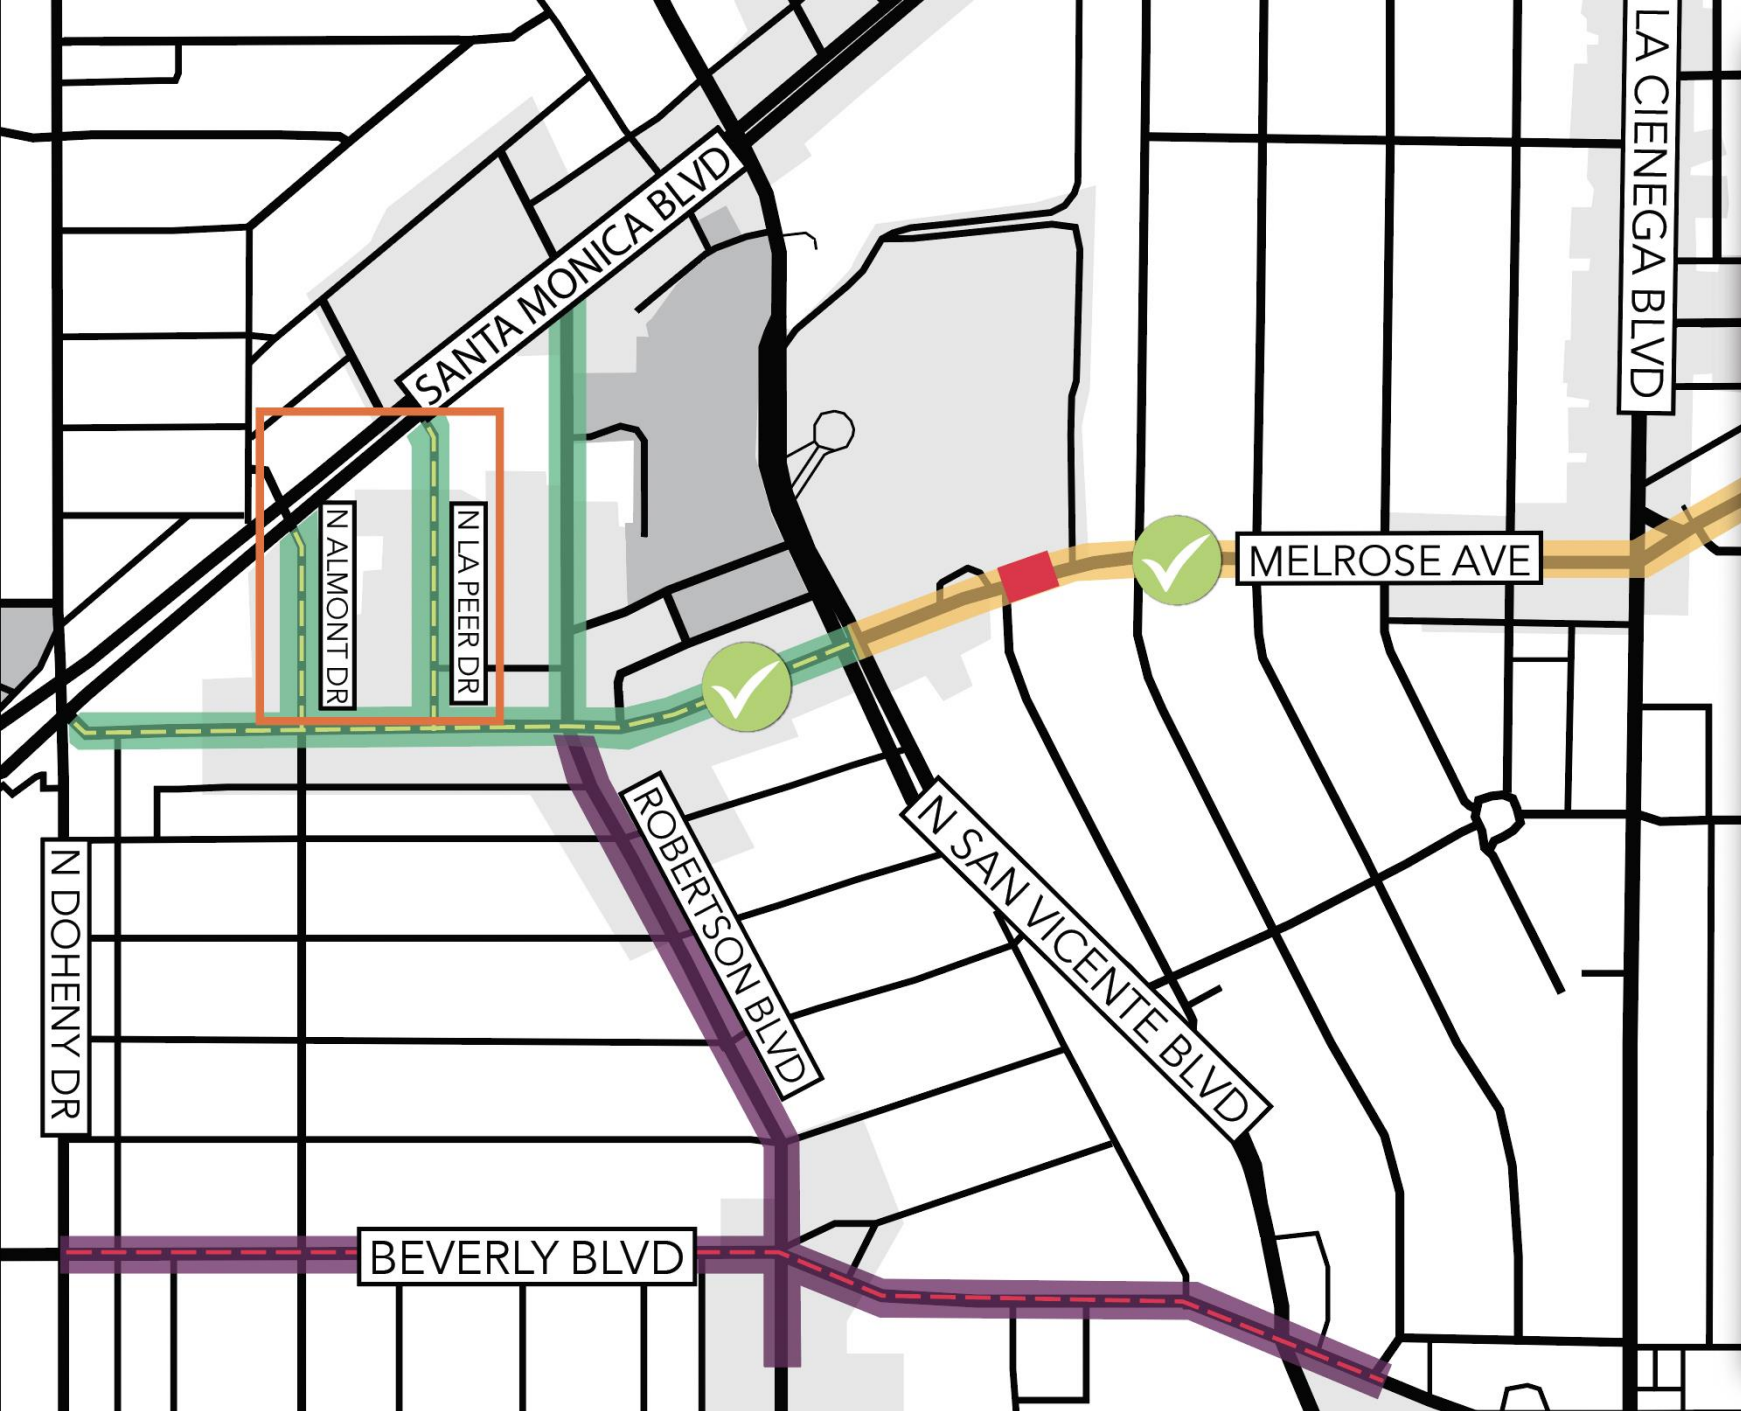 LA CIENEGA BLVD
SANTA MONICA BLVD
N ALMONT DR
N LA PEER DR
MELROSE AVE
ROBERTSON BLVD
N SAN VICENTE BLVD
N DOHENY DR
BEVERLY BLVD